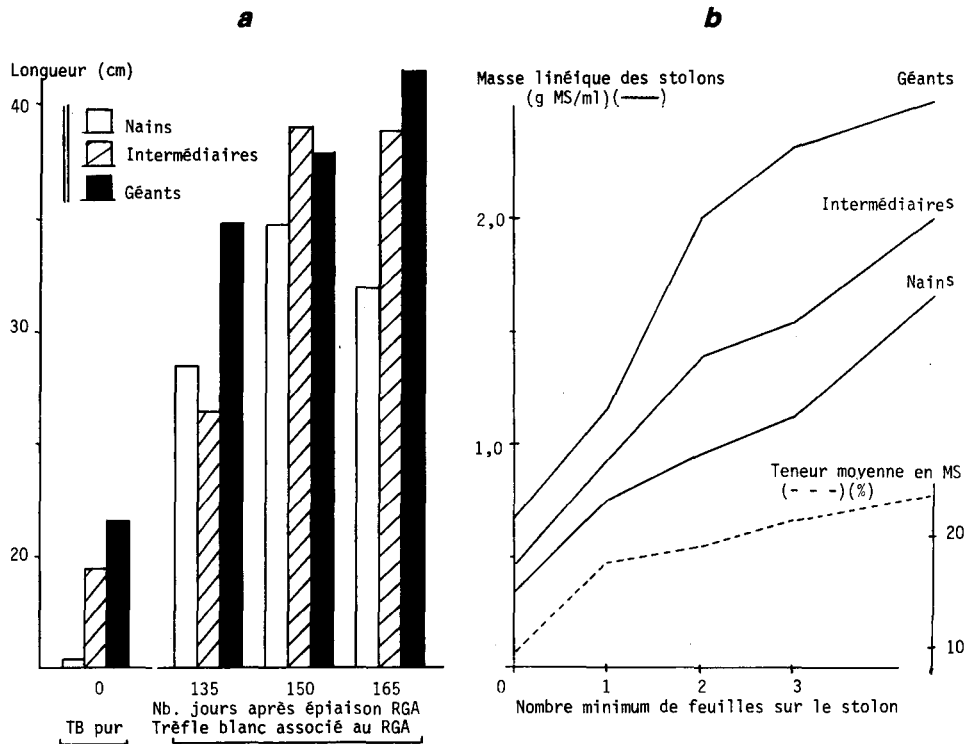 a
Longueur (cm)
40
30
20
Nains
Intermédiaires
Géants
0
135
150
165
Nb. jours après épiaison RGA
TB pur
Trèfle blanc associé au RGA
b
Masse linéique des stolons
(g MS/ml)(——)
Géants
2,0
Intermédiaires
Nains
1,0
Teneur moyenne en MS
(- - -)(%)
20
10
0
1
2
3
Nombre minimum de feuilles sur le stolon